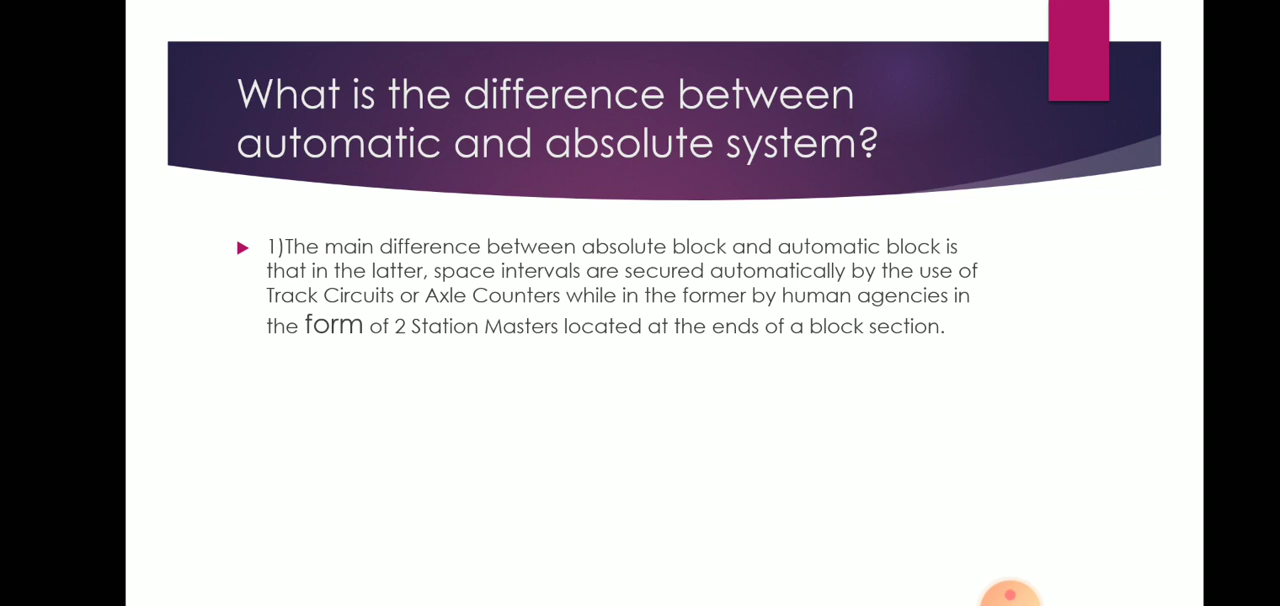 What is the difference between
automatic and absolute system?
1)The main difference between absolute block and automatic block is
that in the latter, space intervals are secured automatically by the use of
Track Circuits or Axle Counters while in the former by human agencies in
the form of 2 Station Masters located at the ends of a block section.